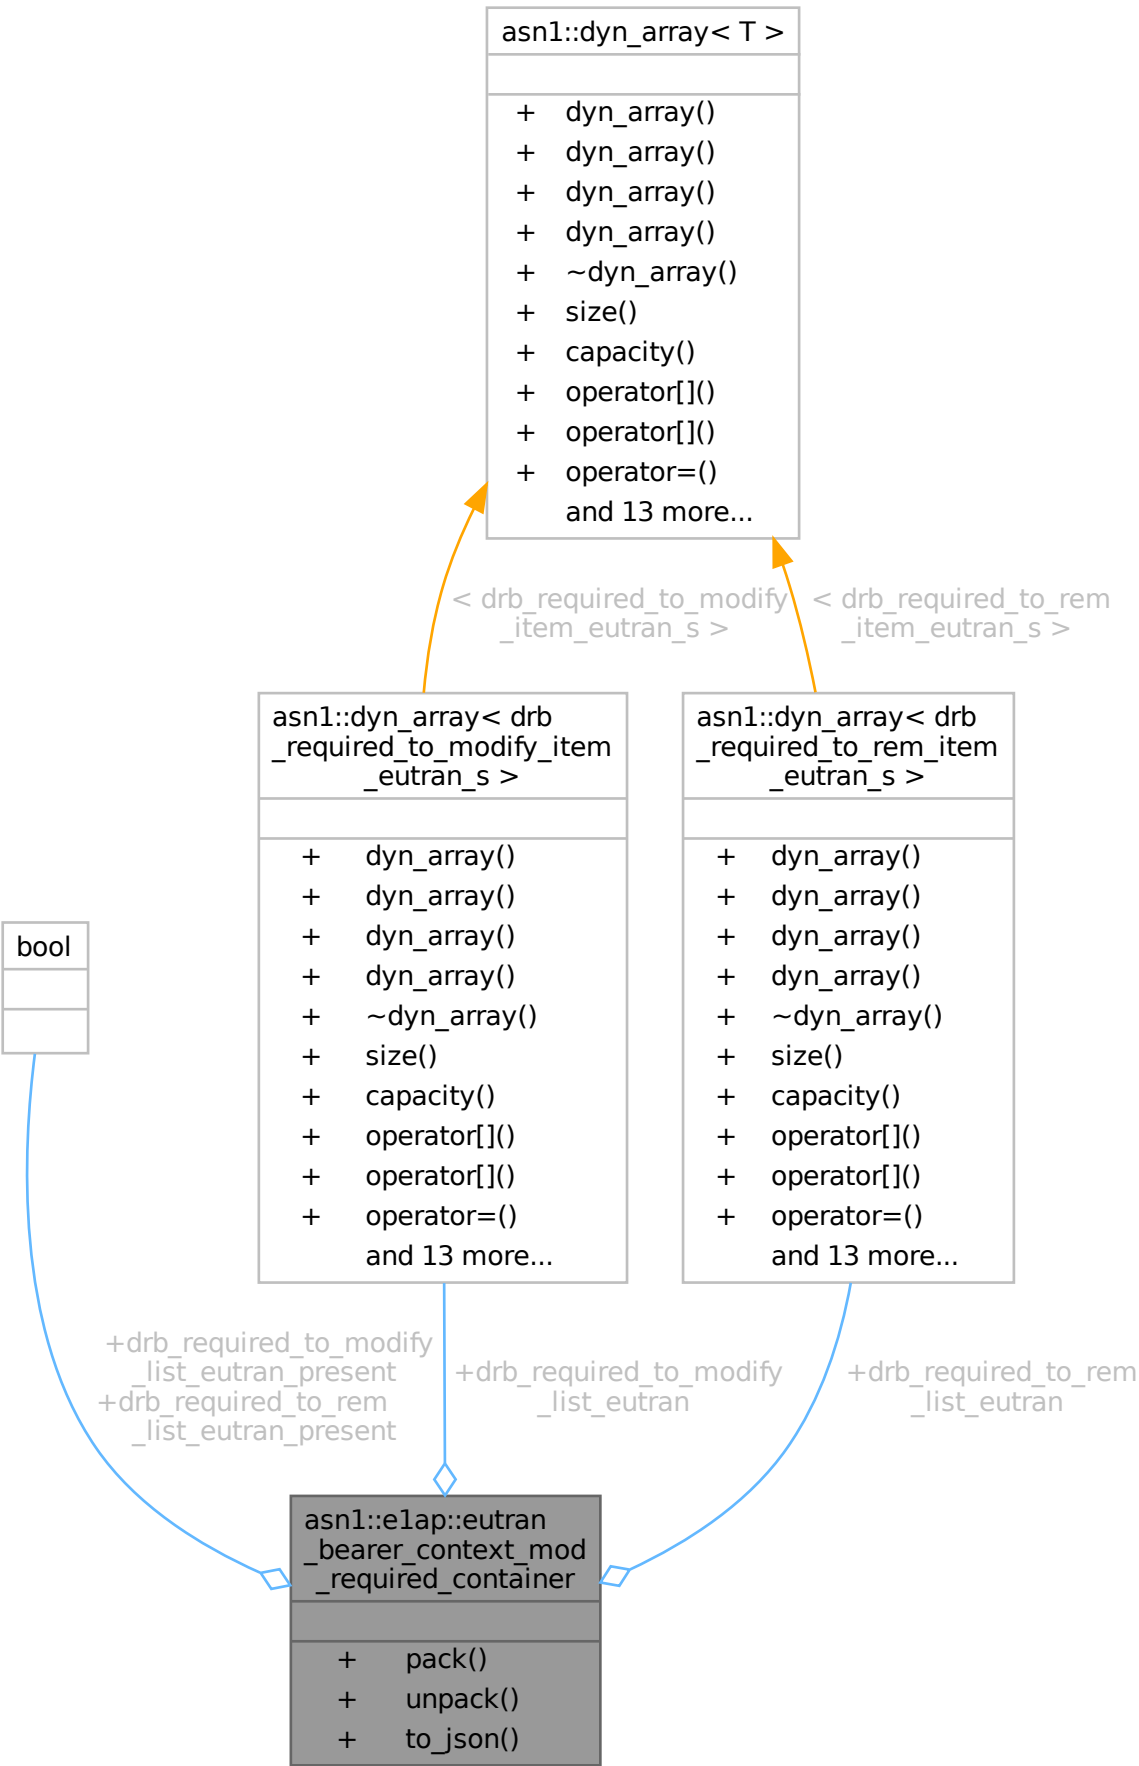 asn1::dyn_array< T >
+ dyn_array()
+ dyn_array()
+ dyn_array()
+ dyn_array()
+ ~dyn_array()
+ size()
+ capacity()
+ operator[]()
+ operator[]()
+ operator=()
and 13 more...
< drb_required_to_modify
_item_eutran_s >
< drb_required_to_rem
_item_eutran_s >
asn1::dyn_array< drb
_required_to_modify_item
_eutran_s >
+ dyn_array()
+ dyn_array()
+ dyn_array()
+ dyn_array()
+ ~dyn_array()
+ size()
+ capacity()
+ operator[]()
+ operator[]()
+ operator=()
and 13 more...
asn1::dyn_array< drb
_required_to_rem_item
_eutran_s >
+ dyn_array()
+ dyn_array()
+ dyn_array()
+ dyn_array()
+ ~dyn_array()
+ size()
+ capacity()
+ operator[]()
+ operator[]()
+ operator=()
and 13 more...
bool
+drb_required_to_modify
_list_eutran_present
+drb_required_to_rem
_list_eutran_present
+drb_required_to_modify
_list_eutran
+drb_required_to_rem
_list_eutran
asn1::e1ap::eutran
_bearer_context_mod
_required_container
+ pack()
+ unpack()
+ to_json()